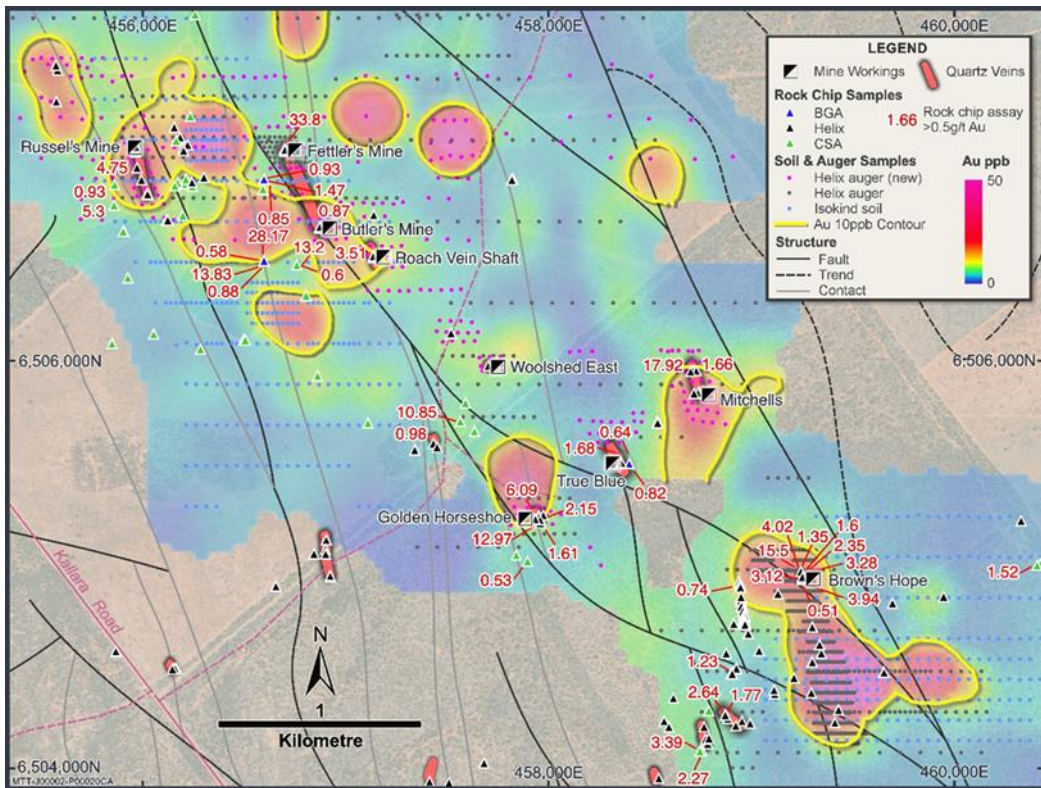 456,000E
458,000E
460,000E
LEGEND
Mine Workings
Quartz Veins
Rock Chip Samples
BGA
Helix
CSA
1.66
Rock chip assay
>0.5g/t Au
Soil & Auger Samples
Helix auger (new)
Helix auger
Isokind soil
Au 10ppb Contour
Au ppb
50
0
Structure
Fault
Trend
Contact
33.8
Russel's Mine
Fettler's Mine
4.75
0.93
0.93
1.47
5.3
0.85
0.87
28.17
Butler's Mine
13.2
3.51
Roach Vein Shaft
0.58
13.83
0.6
0.88
6,506,000N
6,506,000N
Woolshed East
17.92
1.66
Mitchells
10.85
0.98
0.64
1.68
True Blue
0.82
6.09
2.15
Golden Horseshoe
12.97
1.61
0.53
4.02
1.35
1.6
2.35
15.5
3.28
3.12
Brown's Hope
3.94
0.51
0.74
1.52
Kallara Road
N
1
Kilometre
1.23
2.64
1.77
3.39
2.27
6,504,000N
MTT-J00002-P00020CA
458,000E
460,000E